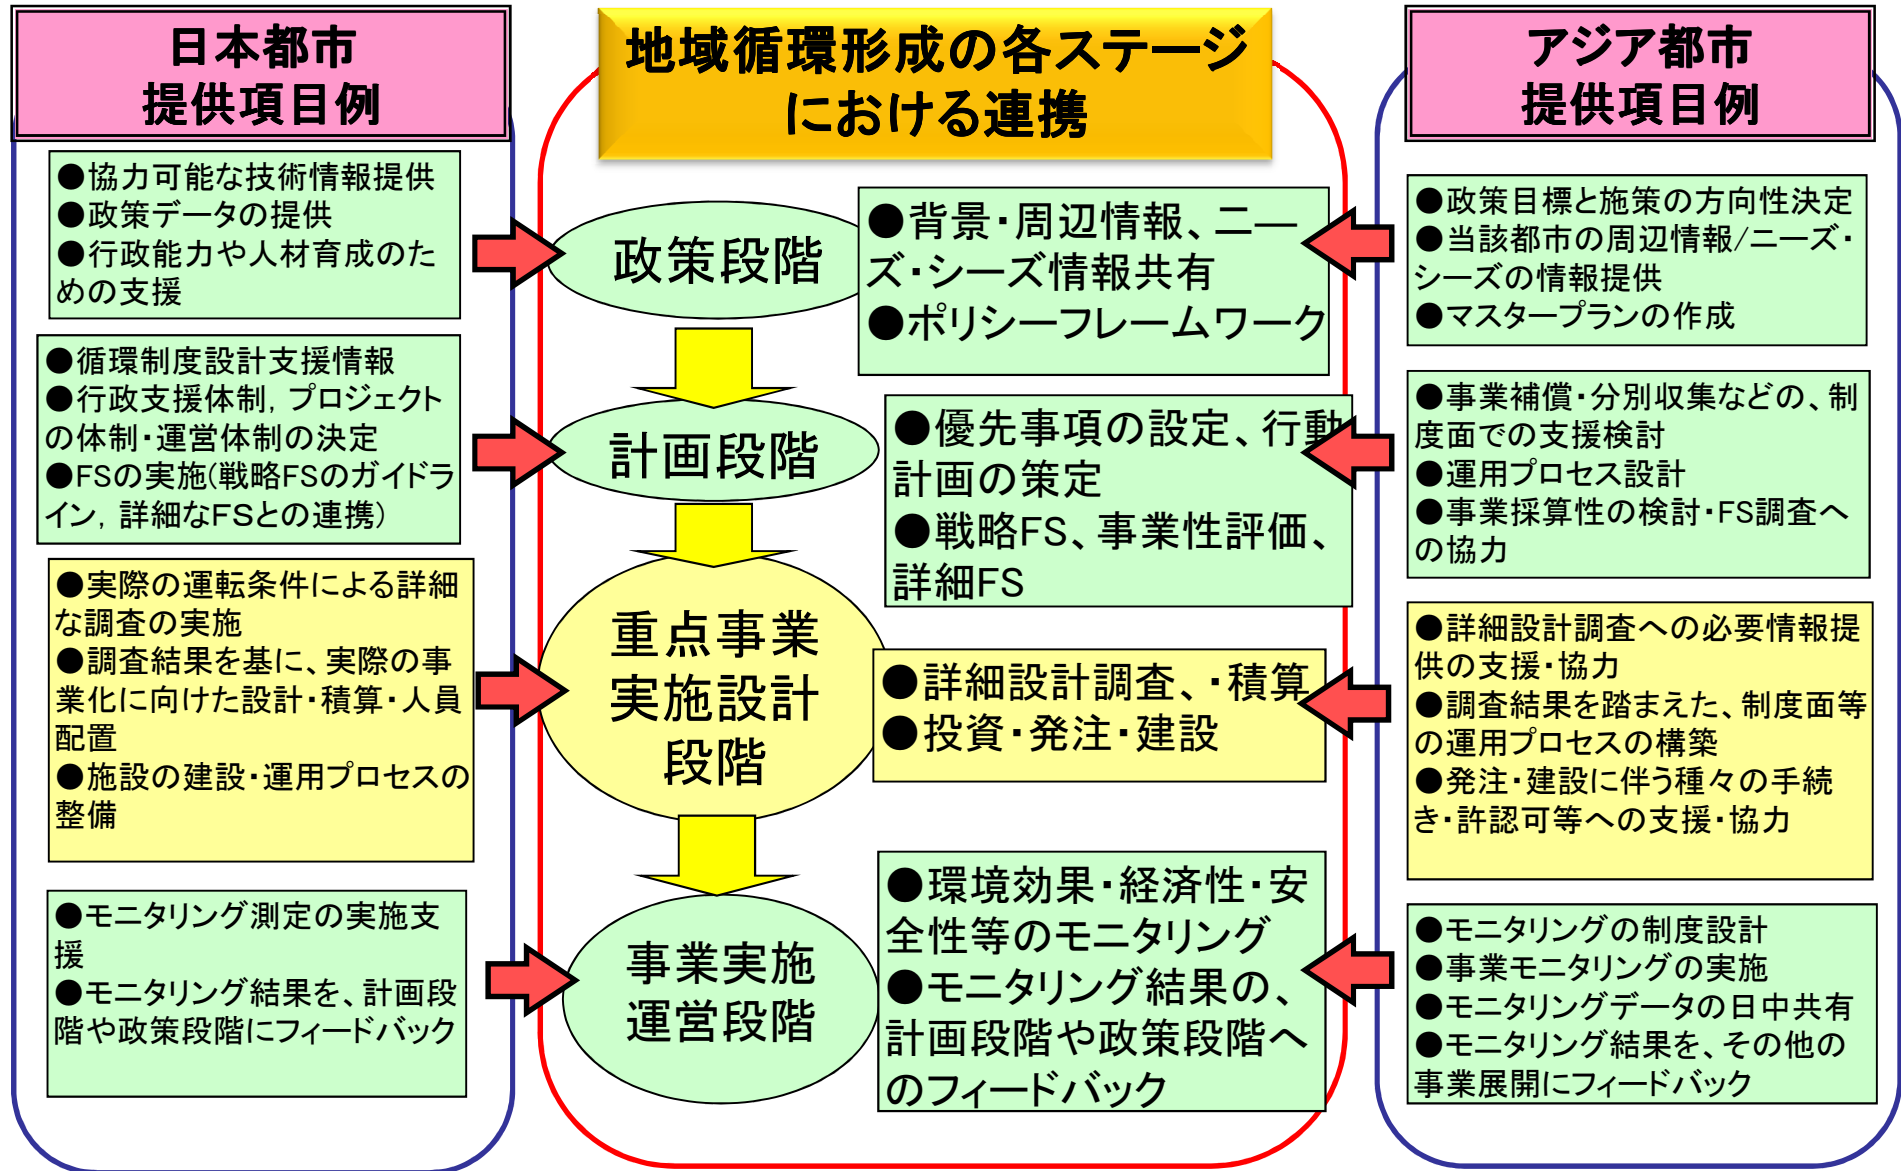 日本都市
提供項目例
●協力可能な技術情報提供
●政策データの提供
●行政能力や人材育成のた
めの支援
●循環制度設計支援情報
●行政支援体制, プロジェクト
の体制・運営体制の決定
●FSの実施(戦略FSのガイドラ
イン, 詳細なFSとの連携)
●実際の運転条件による詳細
な調査の実施
●調査結果を基に、実際の事
業化に向けた設計・積算・人員
配置
●施設の建設・運用プロセスの
整備
●モニタリング測定の実施支
援
●モニタリング結果を、計画段
階や政策段階にフィードバック
地域循環形成の各ステージ
における連携
政策段階
●背景・周辺情報、ニー
ズ・シーズ情報共有
●ポリシーフレームワーク
計画段階
●優先事項の設定、行動
計画の策定
●戦略FS、事業性評価、
詳細FS
重点事業
実施設計
段階
●詳細設計調査、・積算
●投資・発注・建設
事業実施
運営段階
●環境効果・経済性・安
全性等のモニタリング
●モニタリング結果の、
計画段階や政策段階へ
のフィードバック
アジア都市
提供項目例
●政策目標と施策の方向性決定
●当該都市の周辺情報/ニーズ・
シーズの情報提供
●マスタープランの作成
●事業補償・分別収集などの、制
度面での支援検討
●運用プロセス設計
●事業採算性の検討・FS調査へ
の協力
●詳細設計調査への必要情報提
供の支援・協力
●調査結果を踏まえた、制度面等
の運用プロセスの構築
●発注・建設に伴う種々の手続
き・許認可等への支援・協力
●モニタリングの制度設計
●事業モニタリングの実施
●モニタリングデータの日中共有
●モニタリング結果を、その他の
事業展開にフィードバック